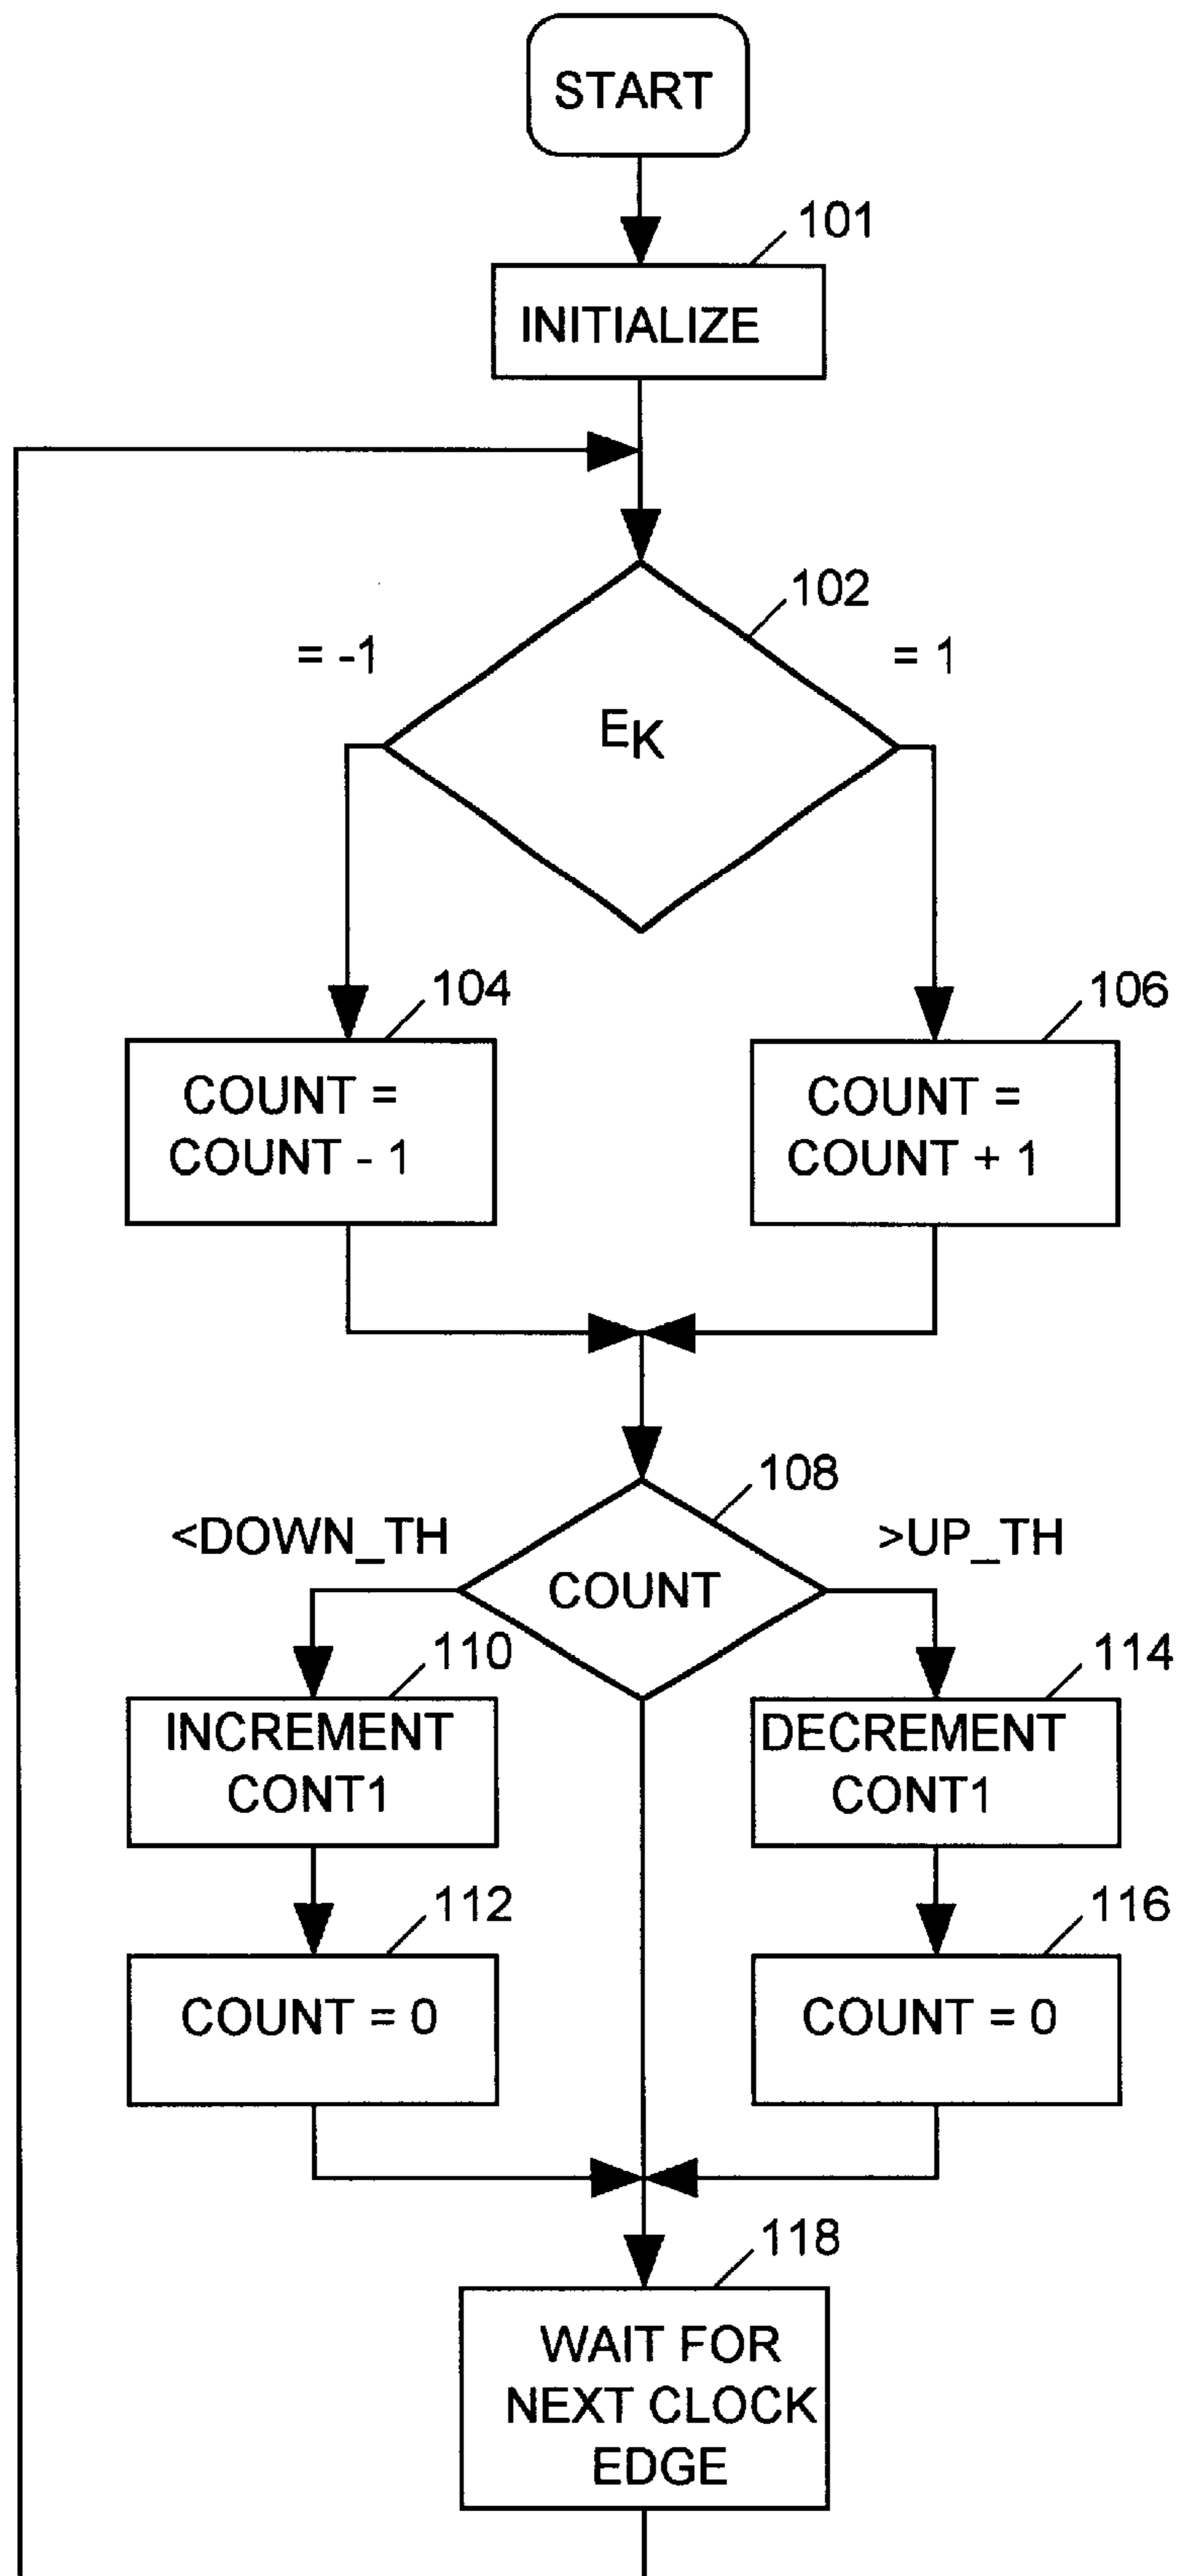 START
101
INITIALIZE
102
= -1
= 1
EK
104
106
COUNT =
COUNT - 1
COUNT =
COUNT + 1
108
<DOWN_TH
>UP_TH
COUNT
110
114
INCREMENT
CONT1
DECREMENT
CONT1
112
116
COUNT = 0
COUNT = 0
118
WAIT FOR
NEXT CLOCK
EDGE